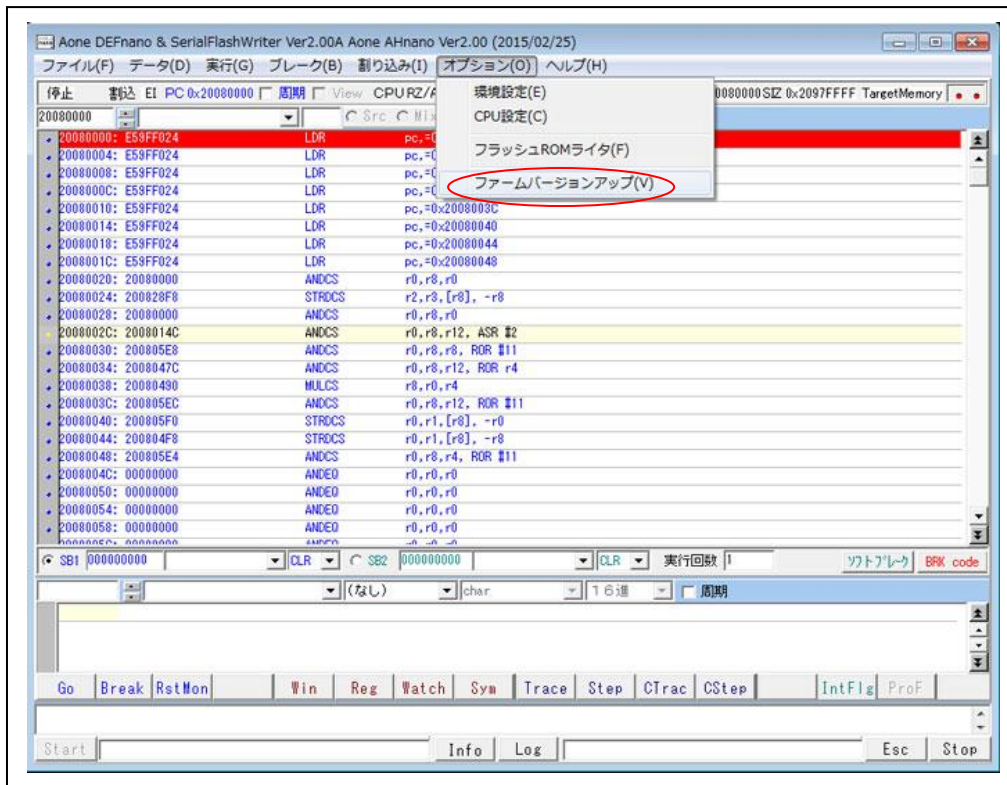 Aone DEFnano & SerialFlashWriter Ver2.00A Aone AHnano Ver2.00 (2015/02/25)
ファイル(F) データ(D) 実行(G) ブレーク(B) 割り込み(I) オプション(O) ヘルプ(H)
停止 割込 EI PC 0x20080000 周期 View CPU RZ/A 0080000 SIZ 0x2097FFFF TargetMemory
環境設定(E)
CPU設定(C)
フラッシュROMライタ(F)
ファームバージョンアップ(V)
20080000 Src Mix
20080000: E59FF024 LDR pc,=0
20080004: E59FF024 LDR pc,=0
20080008: E59FF024 LDR pc,=0
2008000C: E59FF024 LDR pc,=0
20080010: E59FF024 LDR pc,=0x2008003C
20080014: E59FF024 LDR pc,=0x20080040
20080018: E59FF024 LDR pc,=0x20080044
2008001C: E59FF024 LDR pc,=0x20080048
20080020: 20080000 ANDCS r0,r8,r0
20080024: 200828F8 STRDCS r2,r3,[r8], -r8
20080028: 20080000 ANDCS r0,r8,r0
2008002C: 2008014C ANDCS r0,r8,r12, ASR #2
20080030: 200805E8 ANDCS r0,r8,r8, ROR #11
20080034: 2008047C ANDCS r0,r8,r12, ROR r4
20080038: 20080490 MULCS r8,r0,r4
2008003C: 200805EC ANDCS r0,r8,r12, ROR #11
20080040: 200805F0 STRDCS r0,r1,[r8], -r0
20080044: 200804F8 STRDCS r0,r1,[r8], -r8
20080048: 200805E4 ANDCS r0,r8,r4, ROR #11
2008004C: 00000000 ANDEQ r0,r0,r0
20080050: 00000000 ANDEQ r0,r0,r0
20080054: 00000000 ANDEQ r0,r0,r0
20080058: 00000000 ANDEQ r0,r0,r0
SB1 000000000 CLR SB2 000000000 CLR 実行回数 1 ソフトブレーク BRK code
(なし) char 16進 周期
Go Break RstMon Win Reg Watch Sym Trace Step CTrac CStep IntFlg ProF
Start Info Log Esc Stop